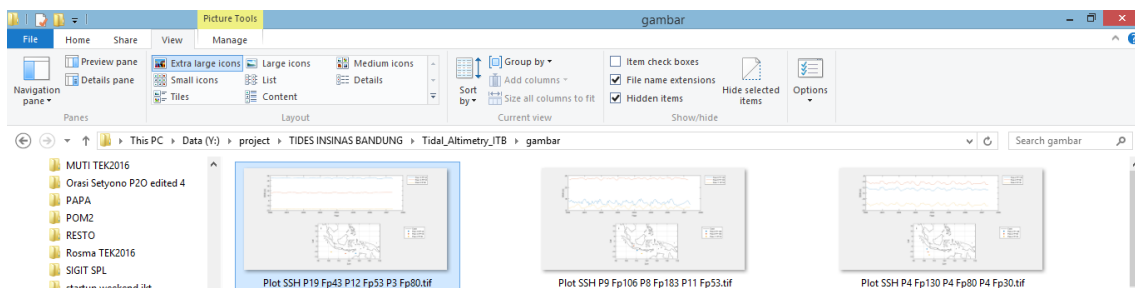 Picture Tools
gambar
File Home Share View Manage
Preview pane
Details pane
Navigation pane
Panes
Extra large icons Large icons Medium icons
Small icons List Details
Tiles Content
Layout
Sort by
Group by
Add columns
Size all columns to fit
Current view
Item check boxes
File name extensions
Hidden items
Hide selected items
Show/hide
Options
This PC Data (Y:) project TIDES INSINAS BANDUNG Tidal_Altimetry_ITB gambar
Search gambar
MUTI TEK2016
Orasi Setyono P2O edited 4
PAPA
POM2
RESTO
Rosma TEK2016
SIGIT SPL
startup weekend jkt
Plot SSH P19 Fp43 P12 Fp53 P3 Fp80.tif
Plot SSH P9 Fp106 P8 Fp183 P11 Fp53.tif
Plot SSH P4 Fp130 P4 Fp80 P4 Fp30.tif